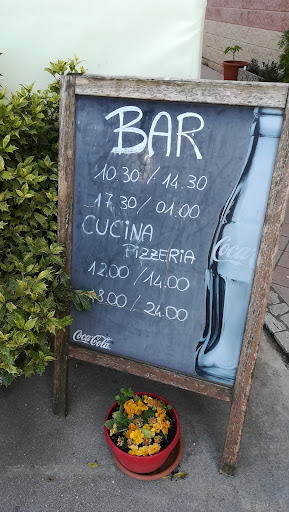 BAR
10.30 / 14.30
17.30 / 01.00
CUCINA
PIZZERIA
12.00 / 14.00
18.00 / 24.00
Coca-Cola
Coca-Cola